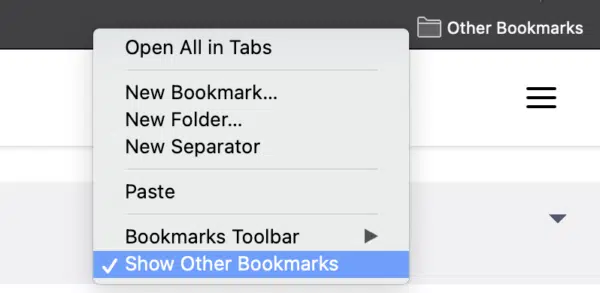 Other Bookmarks
Open All in Tabs
New Bookmark...
New Folder...
New Separator
Paste
Bookmarks Toolbar
Show Other Bookmarks